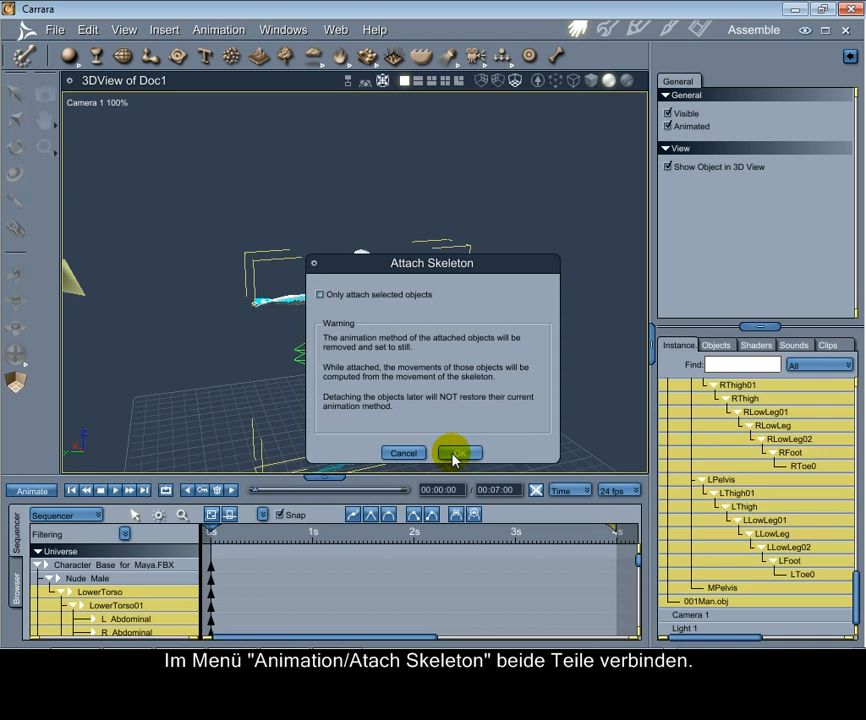 Carrara
File Edit View Insert Animation Windows Web Help
Assemble
3DView of Doc1
Camera 1 100%
General
General
Visible
Animated
View
Show Object in 3D View
Attach Skeleton
Only attach selected objects
Warning
The animation method of the attached objects will be
removed and set to still.
While attached, the movements of those objects will be
computed from the movement of the skeleton.
Detaching the objects later will NOT restore their current
animation method.
Cancel OK
Instance Objects Shaders Sounds Clips
Find: All
RThigh01
RThigh
RLowLeg01
RLowLeg
RLowLeg02
RFoot
RToe0
LPelvis
LThigh01
LThigh
LLowLeg01
LLowLeg
LLowLeg02
LFoot
LToe0
MPelvis
001Man.obj
Camera 1
Light 1
Animate 00:00:00 / 00:07:00 Time 24 fps
Sequencer Snap
Filtering 0s 1s 2s 3s 4s
Sequencer
Browser
Universe
Character Base for Maya.FBX
Nude Male
LowerTorso
LowerTorso01
L Abdominal
R Abdominal
Im Menü "Animation/Atach Skeleton" beide Teile verbinden.